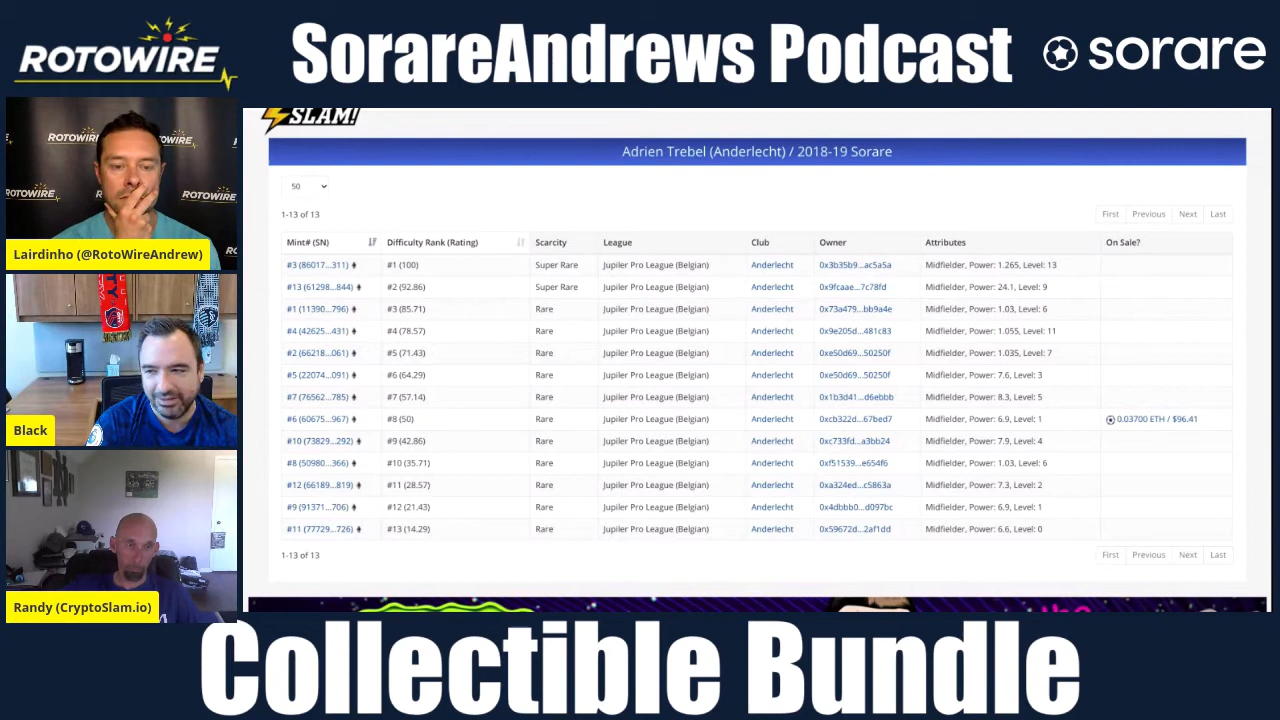 ROTOWIRE
SorareAndrews Podcast
sorare
ROTOWIRE
ROTOWIRE
ROTOWIRE
Lairdinho (@RotoWireAndrew)
Black
Randy (CryptoSlam.io)
SLAM!
Adrien Trebel (Anderlecht) / 2018-19 Sorare
50
1-13 of 13 First Previous Next Last
Mint# (SN) Difficulty Rank (Rating) Scarcity League Club Owner Attributes On Sale?
#3 (86017...311) #1 (100) Super Rare Jupiler Pro League (Belgian) Anderlecht 0x3b35b9...ac5a5a Midfielder, Power: 1.265, Level: 13
#13 (61298...844) #2 (92.86) Super Rare Jupiler Pro League (Belgian) Anderlecht 0x9fcaae...7c78fd Midfielder, Power: 24.1, Level: 9
#1 (11390...796) #3 (85.71) Rare Jupiler Pro League (Belgian) Anderlecht 0x73a479...bb9a4e Midfielder, Power: 1.03, Level: 6
#4 (42625...431) #4 (78.57) Rare Jupiler Pro League (Belgian) Anderlecht 0x9e205d...481c83 Midfielder, Power: 1.055, Level: 11
#2 (66218...061) #5 (71.43) Rare Jupiler Pro League (Belgian) Anderlecht 0xe50d69...50250f Midfielder, Power: 1.035, Level: 7
#5 (22074...091) #6 (64.29) Rare Jupiler Pro League (Belgian) Anderlecht 0xe50d69...50250f Midfielder, Power: 7.6, Level: 3
#7 (76562...785) #7 (57.14) Rare Jupiler Pro League (Belgian) Anderlecht 0x1b3d41...d6ebbb Midfielder, Power: 8.3, Level: 5
#6 (60675...967) #8 (50) Rare Jupiler Pro League (Belgian) Anderlecht 0xcb322d...67bed7 Midfielder, Power: 6.9, Level: 1 0.03700 ETH / $96.41
#10 (73829...292) #9 (42.86) Rare Jupiler Pro League (Belgian) Anderlecht 0xc733fd...a3bb24 Midfielder, Power: 7.9, Level: 4
#8 (50980...366) #10 (35.71) Rare Jupiler Pro League (Belgian) Anderlecht 0xf51539...e654f6 Midfielder, Power: 1.03, Level: 6
#12 (66189...819) #11 (28.57) Rare Jupiler Pro League (Belgian) Anderlecht 0xa324ed...c5863a Midfielder, Power: 7.3, Level: 2
#9 (91371...706) #12 (21.43) Rare Jupiler Pro League (Belgian) Anderlecht 0x4dbbb0...d097bc Midfielder, Power: 6.9, Level: 1
#11 (77729...726) #13 (14.29) Rare Jupiler Pro League (Belgian) Anderlecht 0x59672d...2af1dd Midfielder, Power: 6.6, Level: 0
1-13 of 13 First Previous Next Last
Collectible Bundle